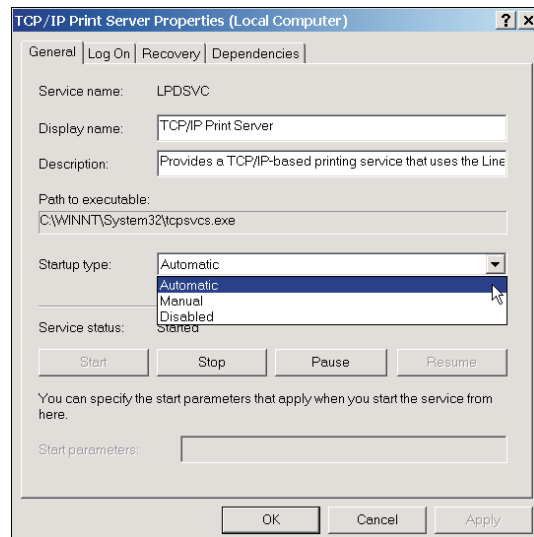 TCP/IP Print Server Properties (Local Computer)
General Log On Recovery Dependencies
Service name: LPDSVC
Display name: TCP/IP Print Server
Description: Provides a TCP/IP-based printing service that uses the Line
Path to executable:
C:\WINNT\System32\tcpsvcs.exe
Startup type: Automatic
Automatic
Manual
Disabled
Service status: Started
Start Stop Pause Resume
You can specify the start parameters that apply when you start the service from
here.
Start parameters:
OK Cancel Apply